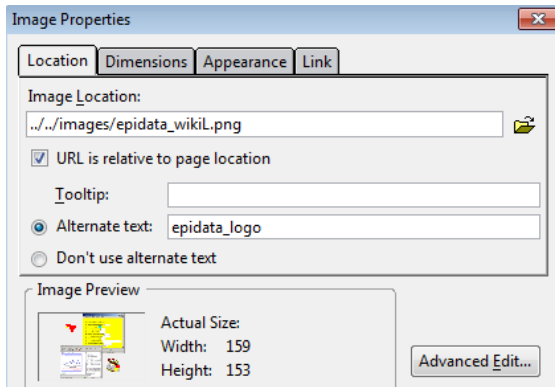 Image Properties
Location Dimensions Appearance Link
Image Location:
../../images/epidata_wikiL.png
URL is relative to page location
Tooltip:
Alternate text: epidata_logo
Don't use alternate text
Image Preview
Actual Size:
Width: 159
Height: 153
Advanced Edit...